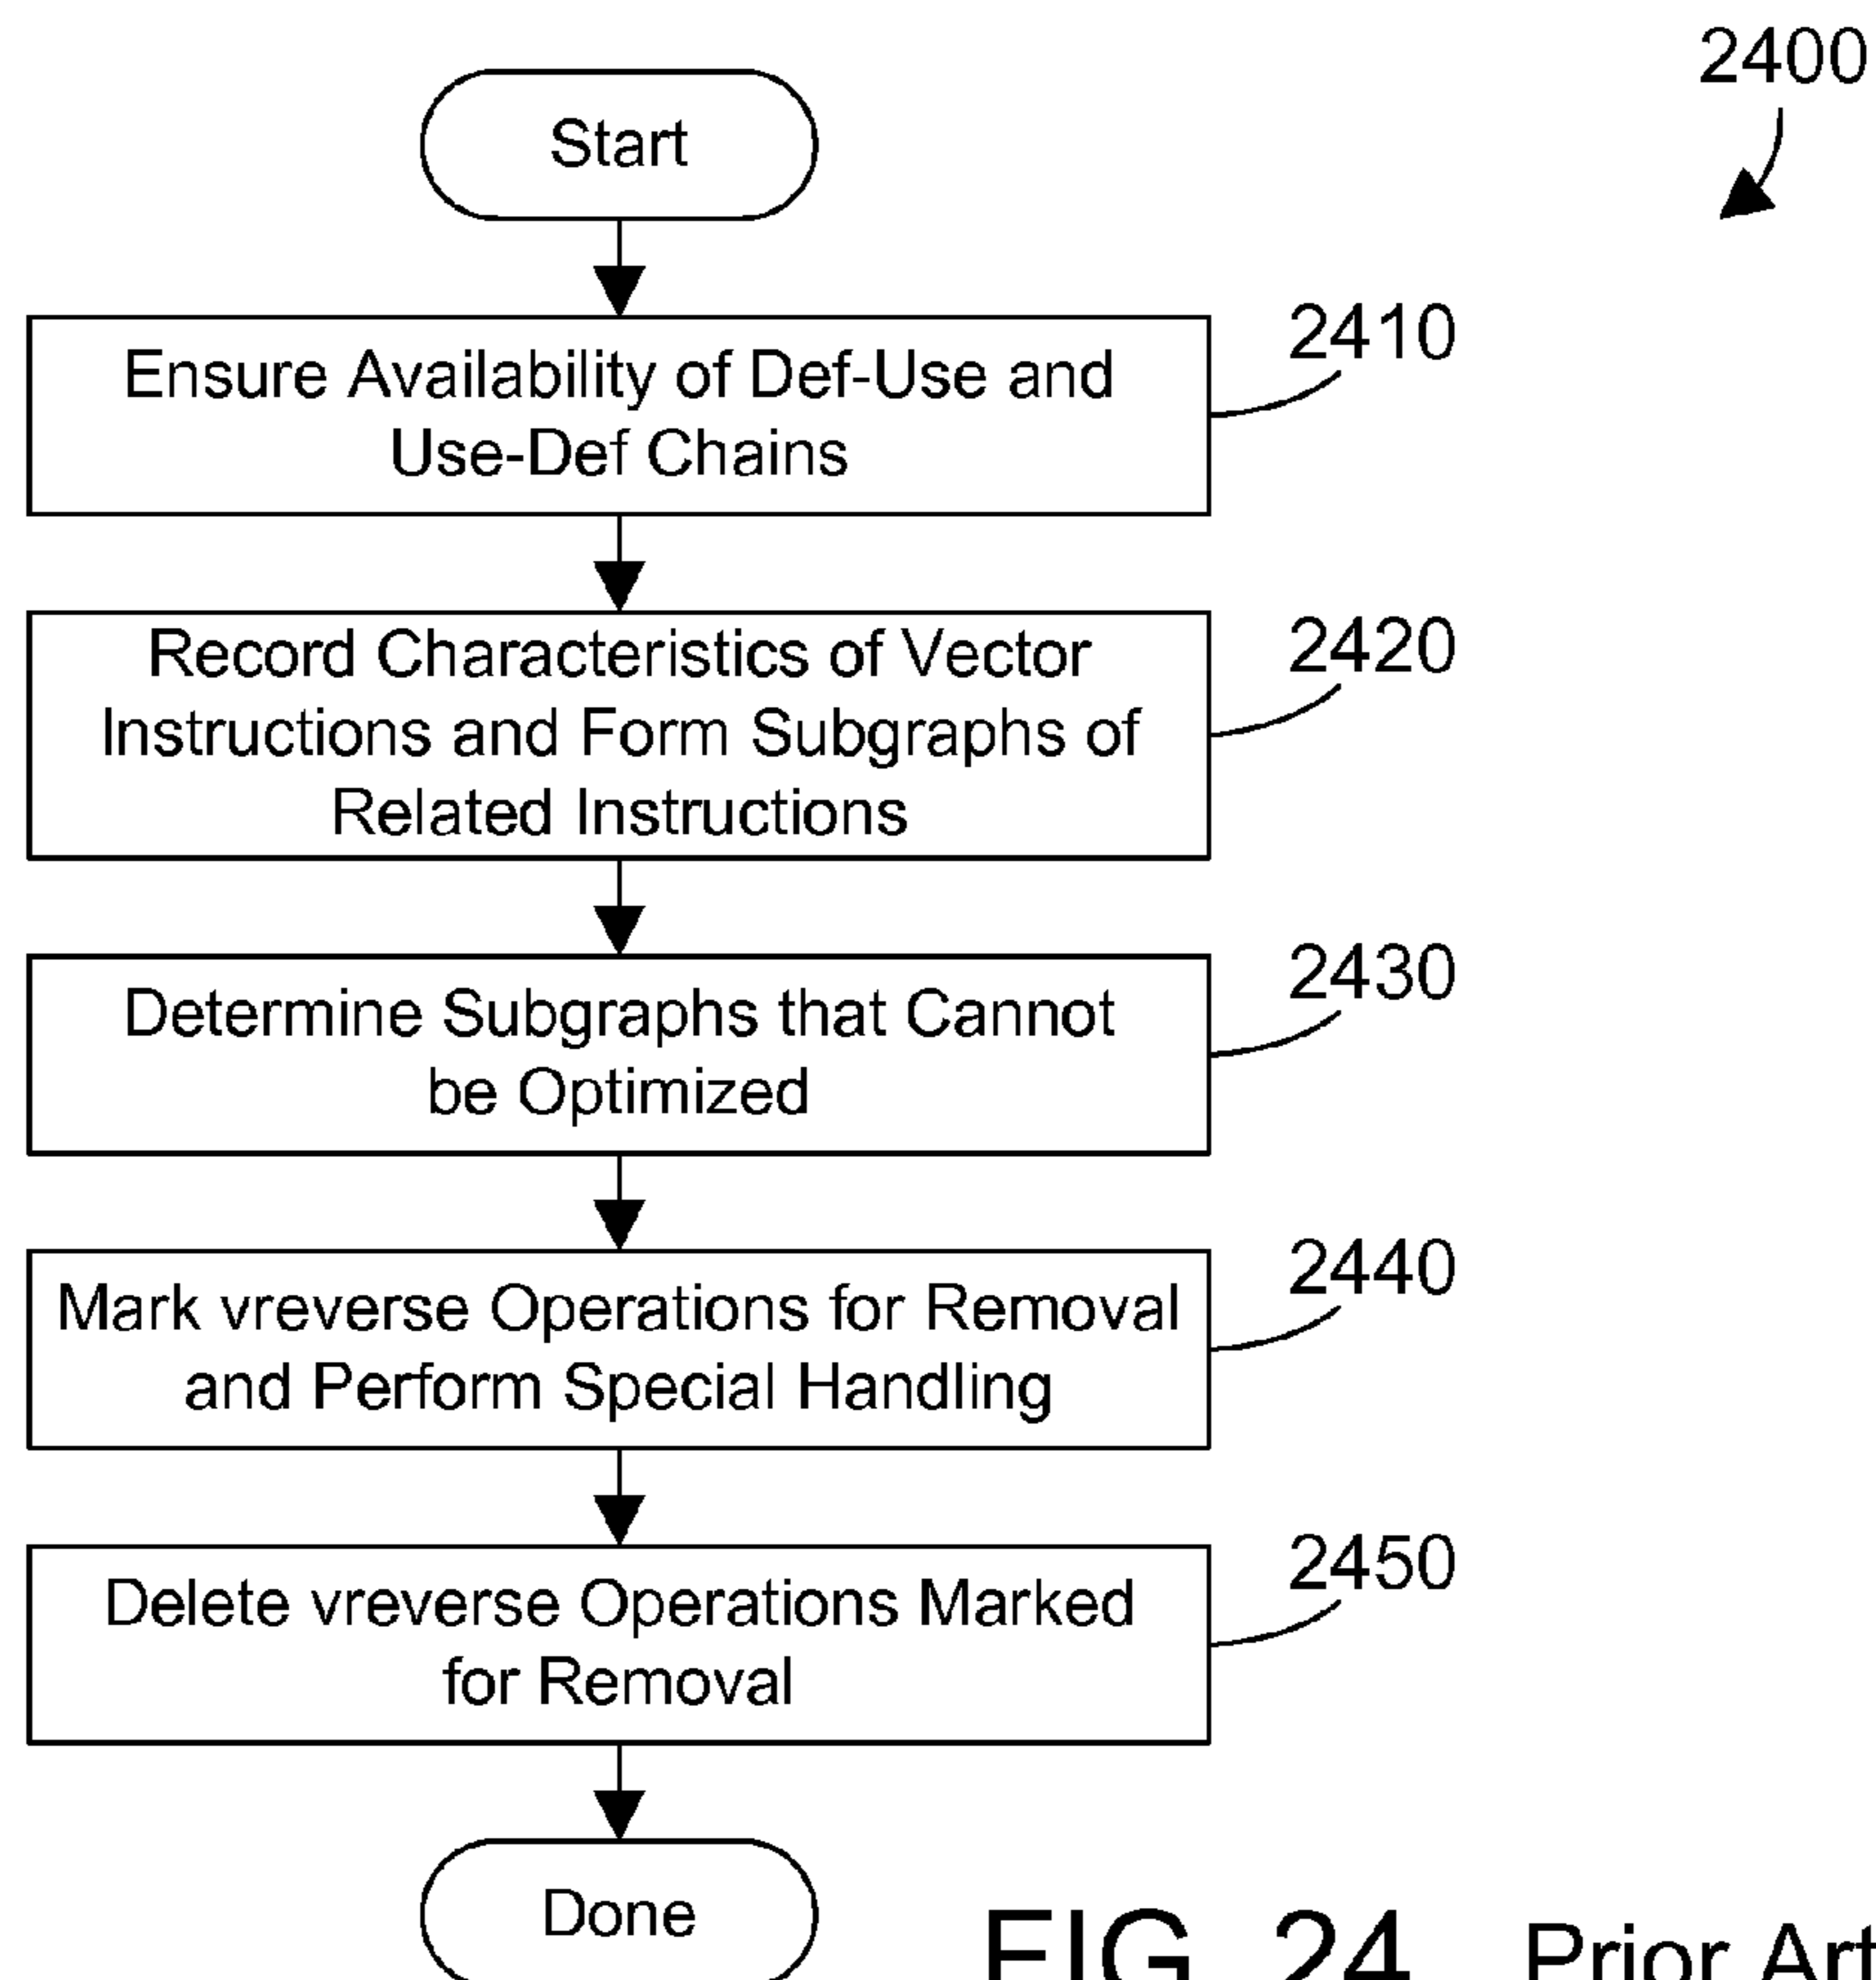 2400
Start
Ensure Availability of Def-Use and
Use-Def Chains
2410
Record Characteristics of Vector
Instructions and Form Subgraphs of
Related Instructions
2420
Determine Subgraphs that Cannot
be Optimized
2430
Mark vreverse Operations for Removal
and Perform Special Handling
2440
Delete vreverse Operations Marked
for Removal
2450
Done
FIG. 24 Prior Art